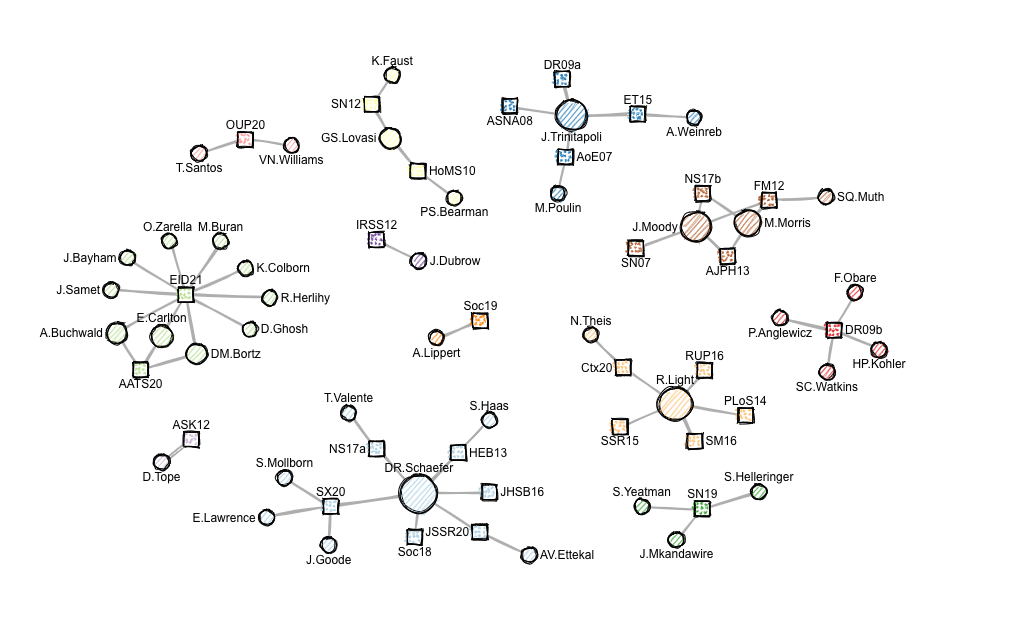 K.Faust
SN12
GS.Lovasi
HoMS10
PS.Bearman
DR09a
ASNA08
ET15
J.Trinitapoli
A.Weinreb
AoE07
M.Poulin
OUP20
T.Santos
VN.Williams
NS17b
FM12
SQ.Muth
J.Moody
M.Morris
SN07
AJPH13
IRSS12
J.Dubrow
O.Zarella
M.Buran
J.Bayham
K.Colborn
EID21
J.Samet
R.Herlihy
E.Carlton
A.Buchwald
D.Ghosh
DM.Bortz
AATS20
Soc19
A.Lippert
F.Obare
P.Anglewicz
DR09b
HP.Kohler
SC.Watkins
N.Theis
Ctx20
RUP16
R.Light
PLoS14
SSR15
SM16
ASK12
D.Tope
T.Valente
S.Haas
NS17a
HEB13
DR.Schaefer
S.Mollborn
SX20
JHSB16
E.Lawrence
JSSR20
Soc18
J.Goode
AV.Ettekal
S.Helleringer
S.Yeatman
SN19
J.Mkandawire